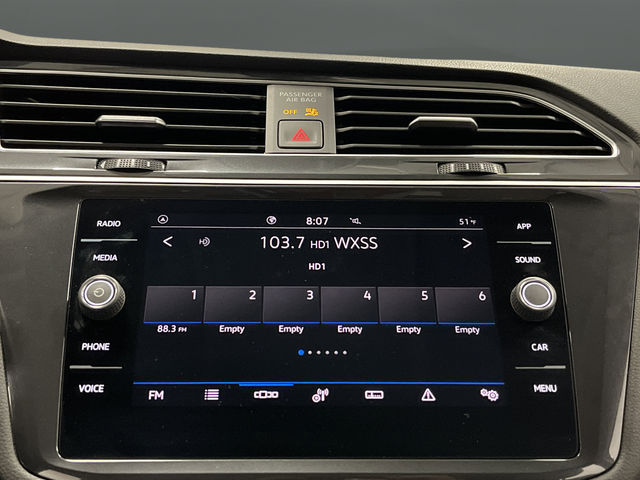 PASSENGER
AIR BAG
OFF
RADIO
MEDIA
PHONE
VOICE
8:07
51°F
103.7 HD1 WXSS
HD1
1 2 3 4 5 6
88.3 FM Empty Empty Empty Empty Empty
FM
APP
SOUND
CAR
MENU